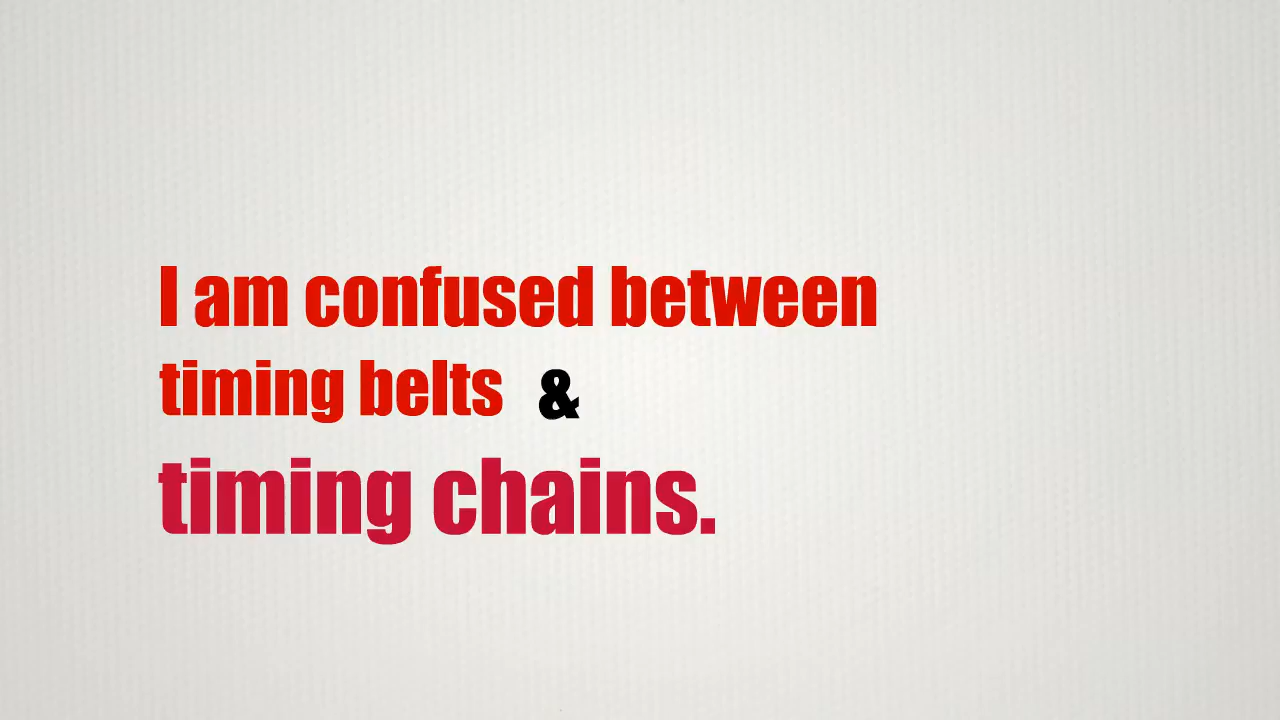 I am confused between
timing belts &
timing chains.